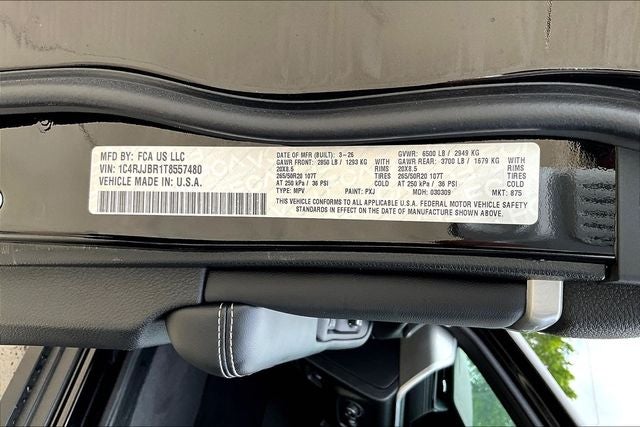 MFD BY: FCA US LLC
VIN: 1C4RJJBR1T8557480
VEHICLE MADE IN U.S.A.
DATE OF MFR (BUILT): 3-26 GVWR: 6500 LB / 2949 KG
GAWR FRONT: 2850 LB / 1293 KG GAWR REAR: 3700 LB / 1679 KG
20X8.5 RIMS 20X8.5 RIMS
265/50R20 107T TIRES 265/50R20 107T TIRES
AT 250 kPa / 36 PSI COLD AT 250 kPa / 36 PSI COLD
TYPE: MPV PAINT: PXJ MDH: 030309 MKT: 875
THIS VEHICLE CONFORMS TO ALL APPLICABLE U.S.A. FEDERAL MOTOR VEHICLE SAFETY
STANDARDS IN EFFECT ON THE DATE OF MANUFACTURE SHOWN ABOVE.